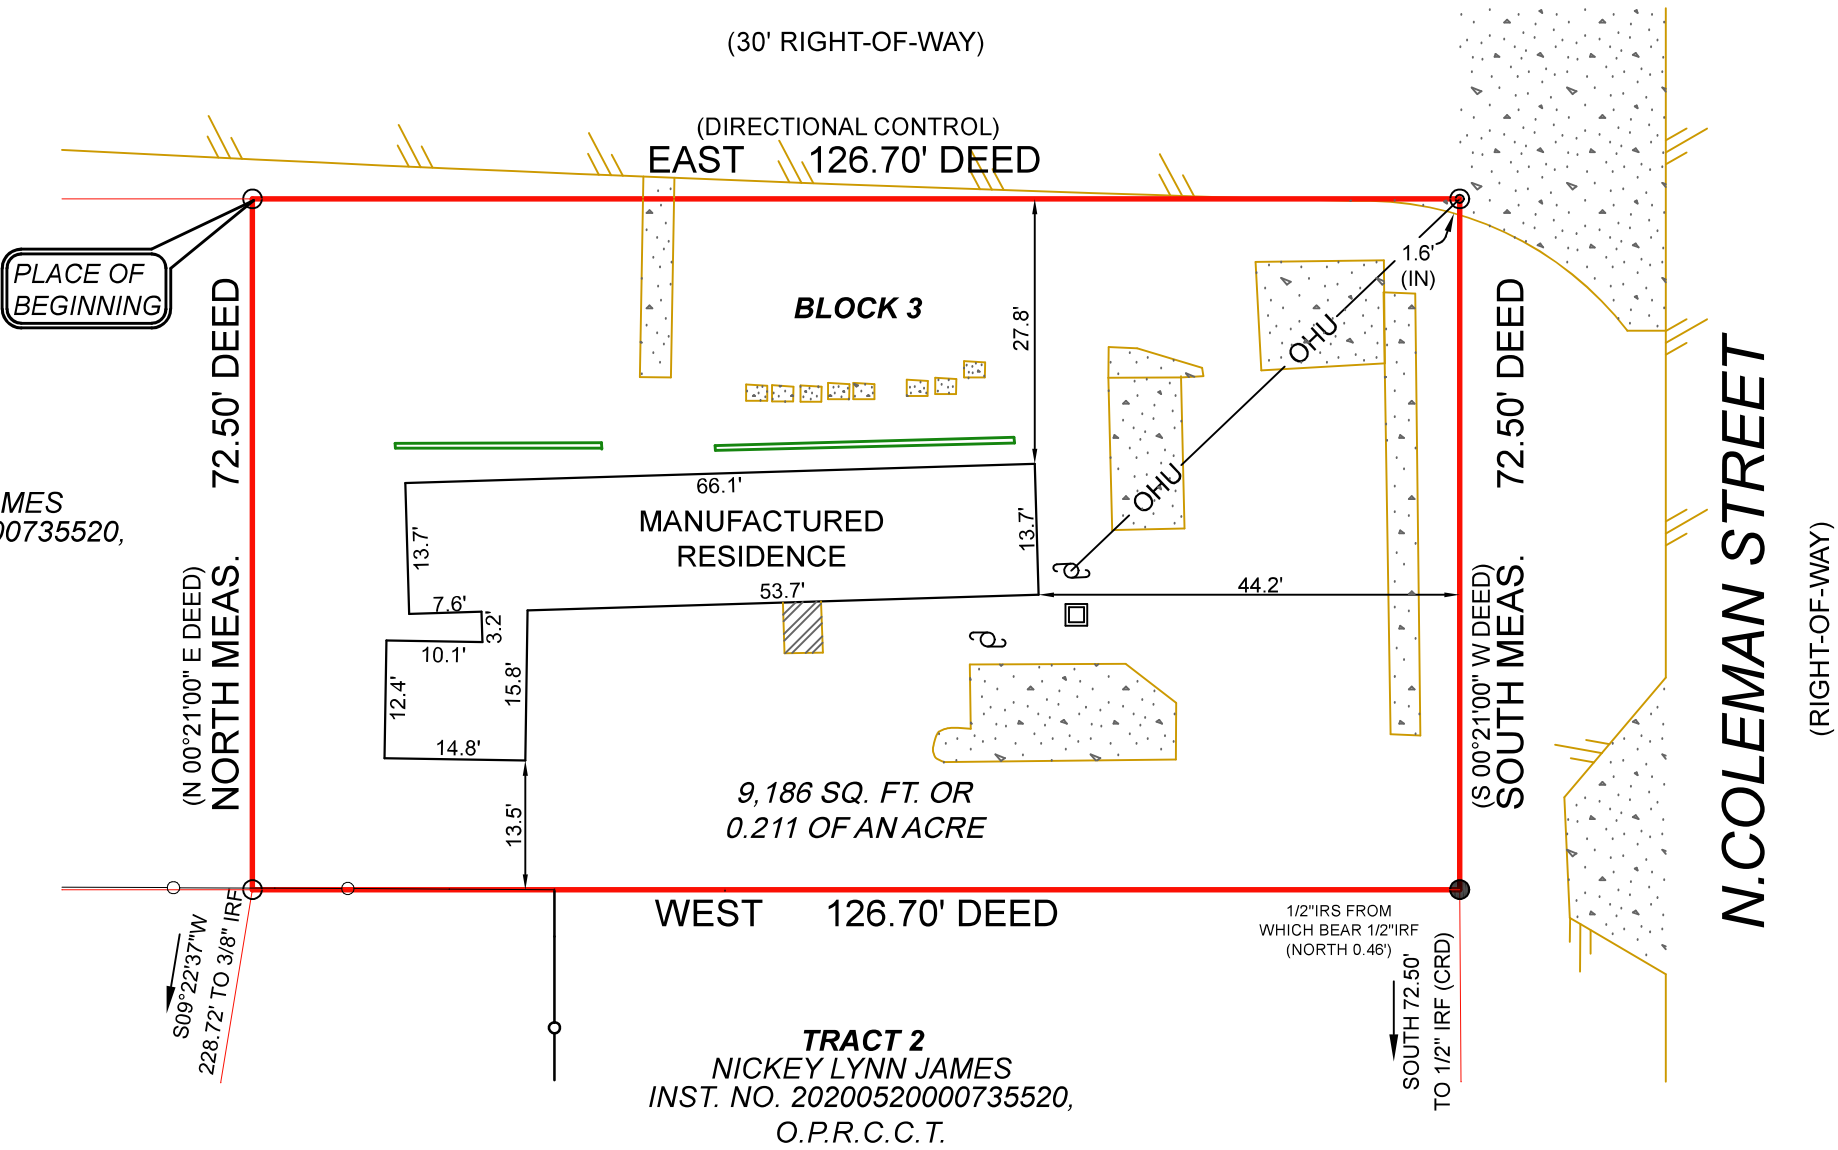 (30' RIGHT-OF-WAY)
(DIRECTIONAL CONTROL)
EAST 126.70' DEED
PLACE OF
BEGINNING
1.6'
(IN)
BLOCK 3
27.8'
OHU
OHU
72.50' DEED
NORTH MEAS.
(N 00°21'00" E DEED)
72.50' DEED
SOUTH MEAS.
(S 00°21'00" W DEED)
N.COLEMAN STREET
(RIGHT-OF-WAY)
MES
00735520,
66.1'
MANUFACTURED
RESIDENCE
13.7'
13.7'
53.7'
7.6'
3.2'
10.1'
12.4'
15.8'
14.8'
13.5'
44.2'
9,186 SQ. FT. OR
0.211 OF AN ACRE
WEST 126.70' DEED
1/2"IRS FROM
WHICH BEAR 1/2"IRF
(NORTH 0.46')
S09°22'37"W
228.72' TO 3/8" IRF
SOUTH 72.50'
TO 1/2" IRF (CRD)
TRACT 2
NICKEY LYNN JAMES
INST. NO. 20200520000735520,
O.P.R.C.C.T.